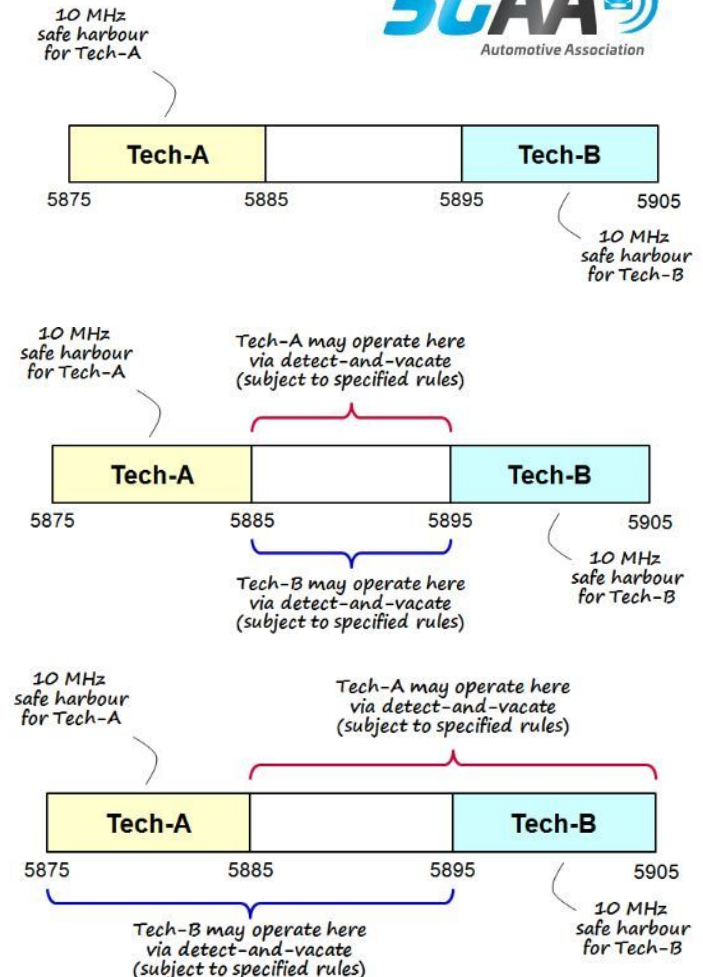 10 MHz
safe harbour
for Tech-A
5GAA
Automotive Association
Tech-A
Tech-B
5875
5885
5895
5905
10 MHz
safe harbour
for Tech-B
10 MHz
safe harbour
for Tech-A
Tech-A may operate here
via detect-and-vacate
(subject to specified rules)
Tech-A
Tech-B
5875
5885
5895
5905
Tech-B may operate here
via detect-and-vacate
(subject to specified rules)
10 MHz
safe harbour
for Tech-B
10 MHz
safe harbour
for Tech-A
Tech-A may operate here
via detect-and-vacate
(subject to specified rules)
Tech-A
Tech-B
5875
5885
5895
5905
Tech-B may operate here
via detect-and-vacate
(subject to specified rules)
10 MHz
safe harbour
for Tech-B